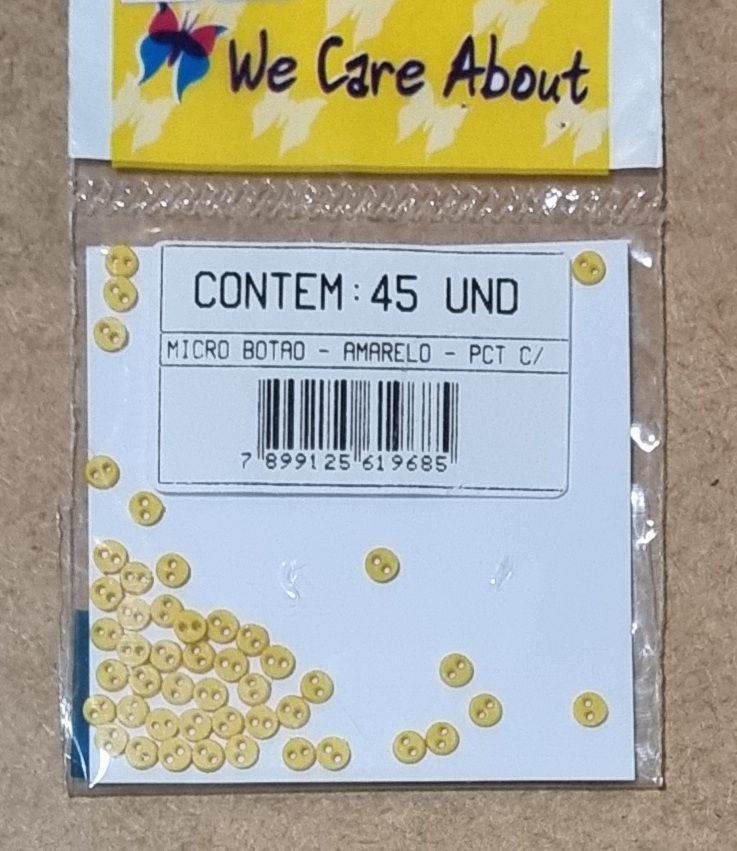 We Care About
CONTEM: 45 UND
MICRO BOTAO - AMARELO - PCT C/
7 899125 619685